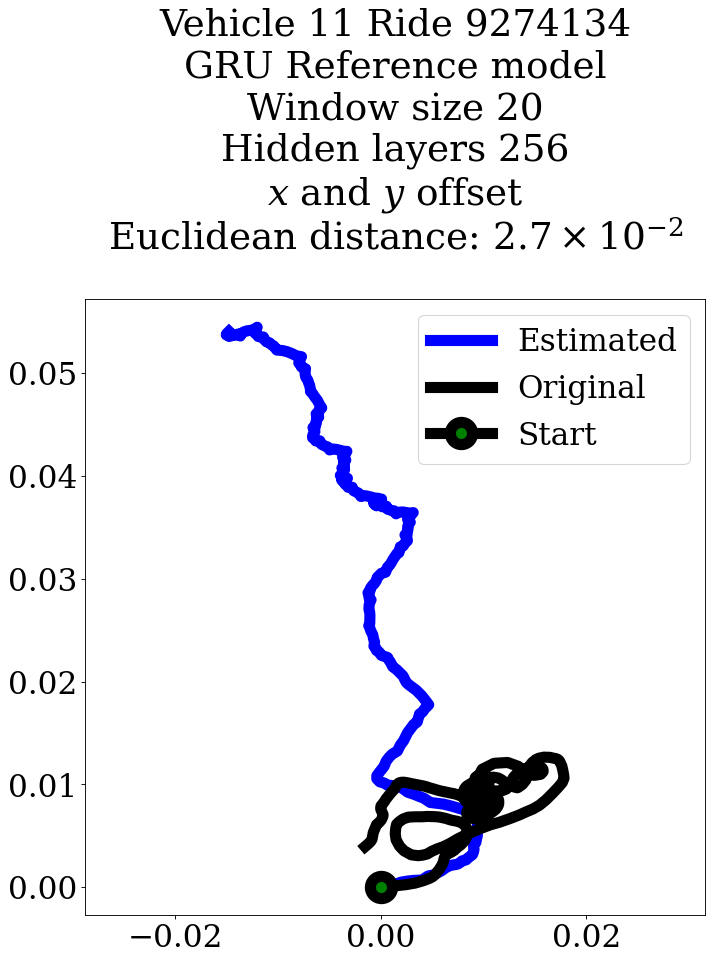 Vehicle 11 Ride 9274134
GRU Reference model
Window size 20
Hidden layers 256
x and y offset
Euclidean distance: 2.7 × 10⁻²
Estimated
Original
Start
0.05
0.04
0.03
0.02
0.01
0.00
−0.02 0.00 0.02